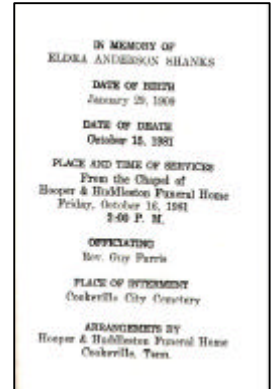 IN MEMORY OF
ELDRA ANDERSON SHANKS
DATE OF BIRTH
January 29, 1909
DATE OF DEATH
October 15, 1981
PLACE AND TIME OF SERVICES
From the Chapel of
Hooper & Huddleston Funeral Home
Friday, October 16, 1981
2:00 P. M.
OFFICIATING
Rev. Guy Farris
PLACE OF INTERMENT
Cookeville City Cemetery
ARRANGEMETS BY
Hooper & Huddleston Funeral Home
Cookeville, Tenn.